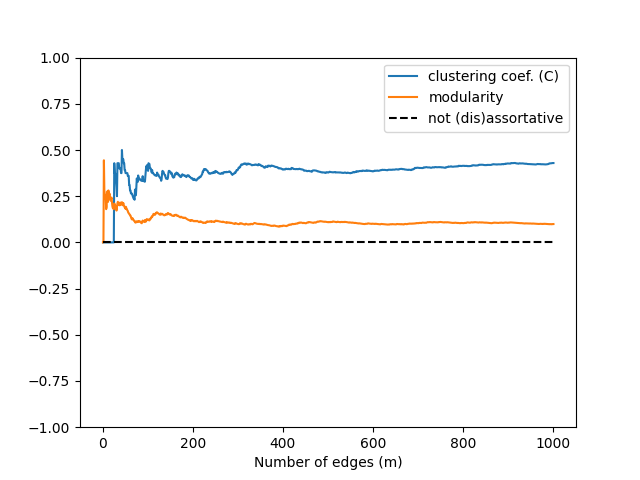 1.00
0.75
0.50
0.25
0.00
−0.25
−0.50
−0.75
−1.00
clustering coef. (C)
modularity
not (dis)assortative
0 200 400 600 800 1000
Number of edges (m)